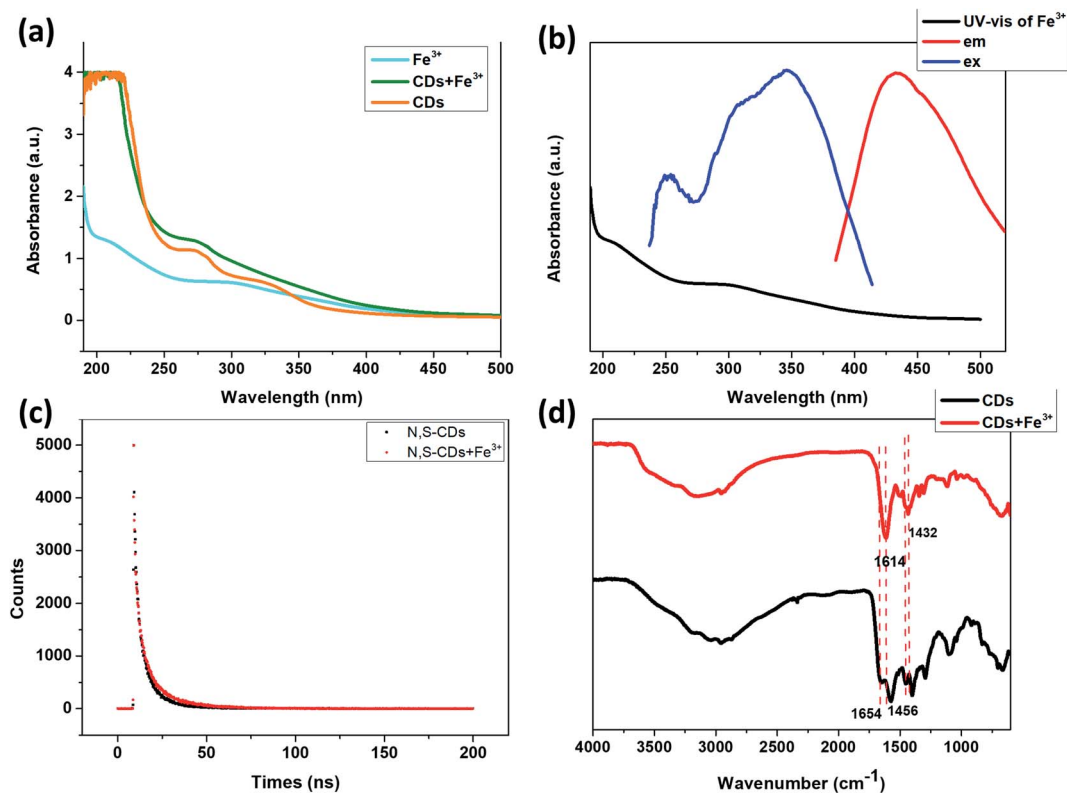 (a)
Fe³⁺
CDs+Fe³⁺
CDs
4
3
2
1
0
Absorbance (a.u.)
200 250 300 350 400 450 500
Wavelength (nm)
(b)
UV-vis of Fe³⁺
em
ex
Absorbance (a.u.)
200 250 300 350 400 450 500
Wavelength (nm)
(c)
N,S-CDs
N,S-CDs+Fe³⁺
5000
4000
3000
2000
1000
0
Counts
0 50 100 150 200
Times (ns)
(d)
CDs
CDs+Fe³⁺
1432
1614
1654 1456
4000 3500 3000 2500 2000 1500 1000
Wavenumber (cm⁻¹)